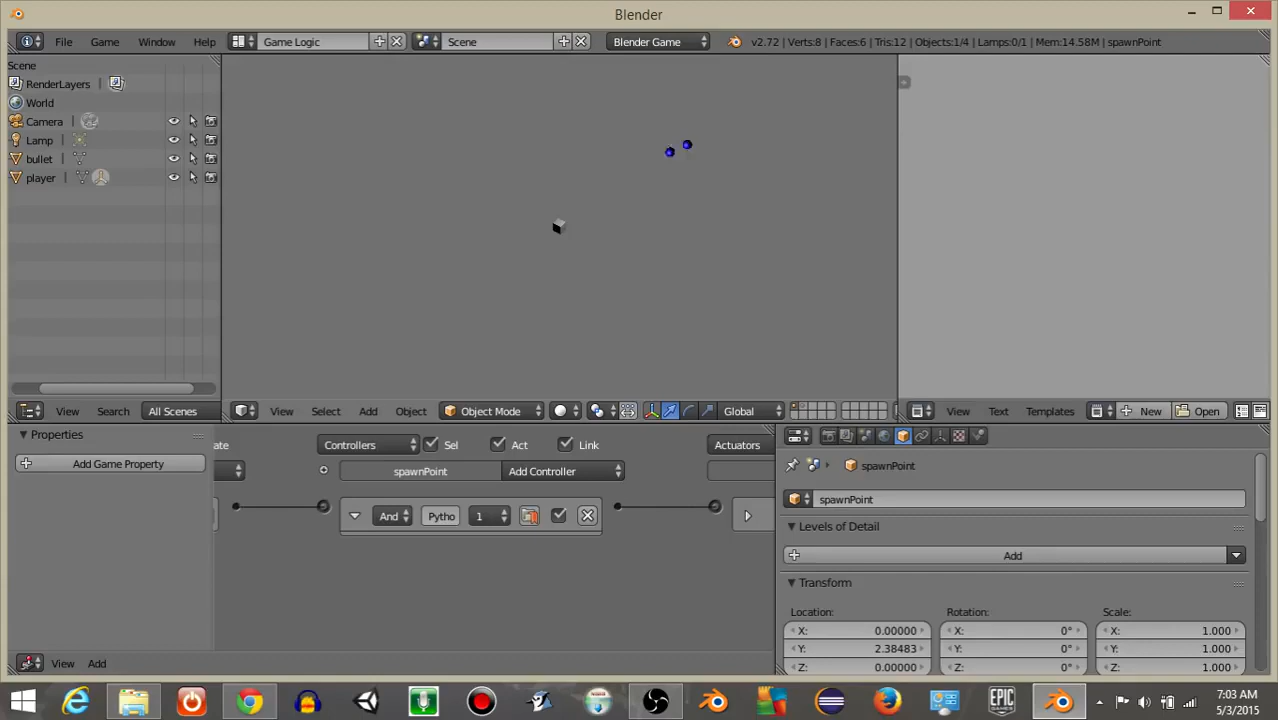 Blender
File Game Window Help Game Logic Scene Blender Game v2.72 | Verts:8 | Faces:6 | Tris:12 | Objects:1/4 | Lamps:0/1 | Mem:14.58M | spawnPoint
Scene
RenderLayers
World
Camera
Lamp
bullet
player
View Search All Scenes
View Select Add Object Object Mode Global
View Text Templates New Open
Properties
Add Game Property
ate Controllers Sel Act Link Actuators
spawnPoint Add Controller
And Pytho 1
View Add
spawnPoint
spawnPoint
Levels of Detail
Add
Transform
Location: Rotation: Scale:
X: 0.00000 X: 0° X: 1.000
Y: 2.38483 Y: 0° Y: 1.000
Z: 0.00000 Z: 0° Z: 1.000
EPIC GAMES
7:03 AM
5/3/2015